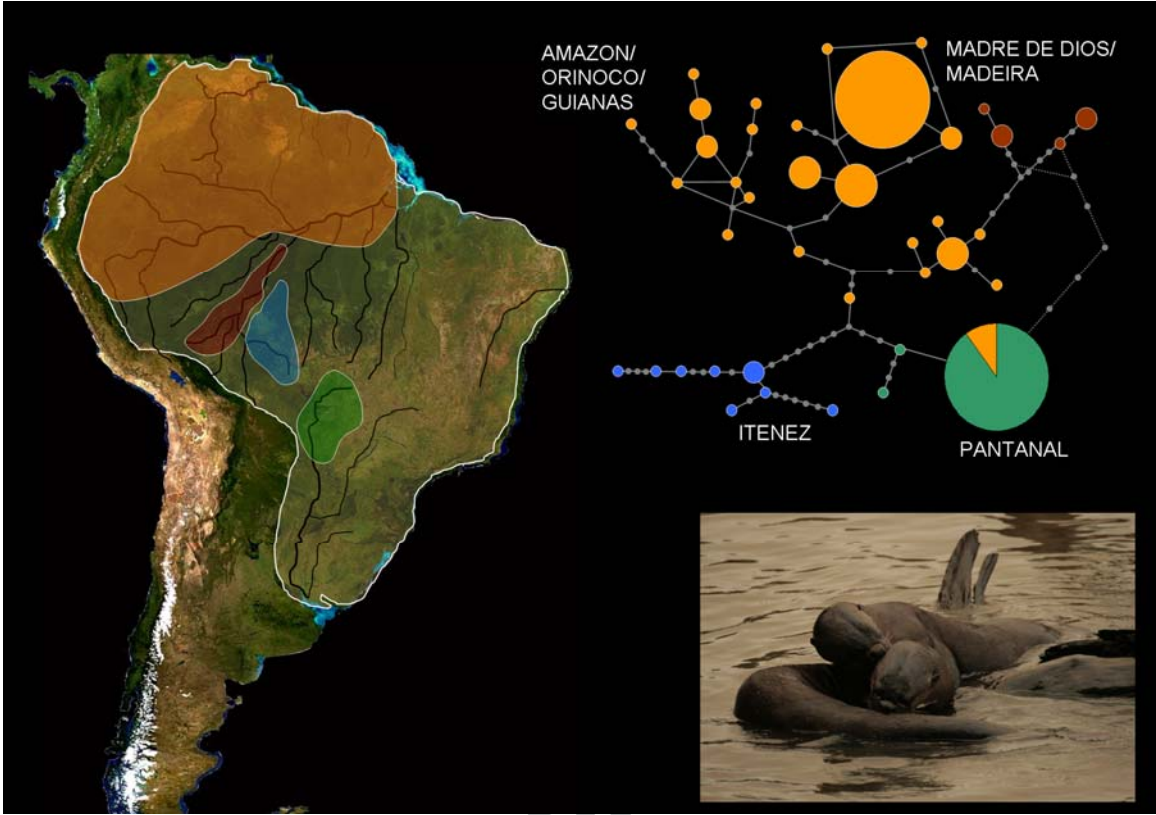 AMAZON/
ORINOCO/
GUIANAS
MADRE DE DIOS/
MADEIRA
ITENEZ
PANTANAL